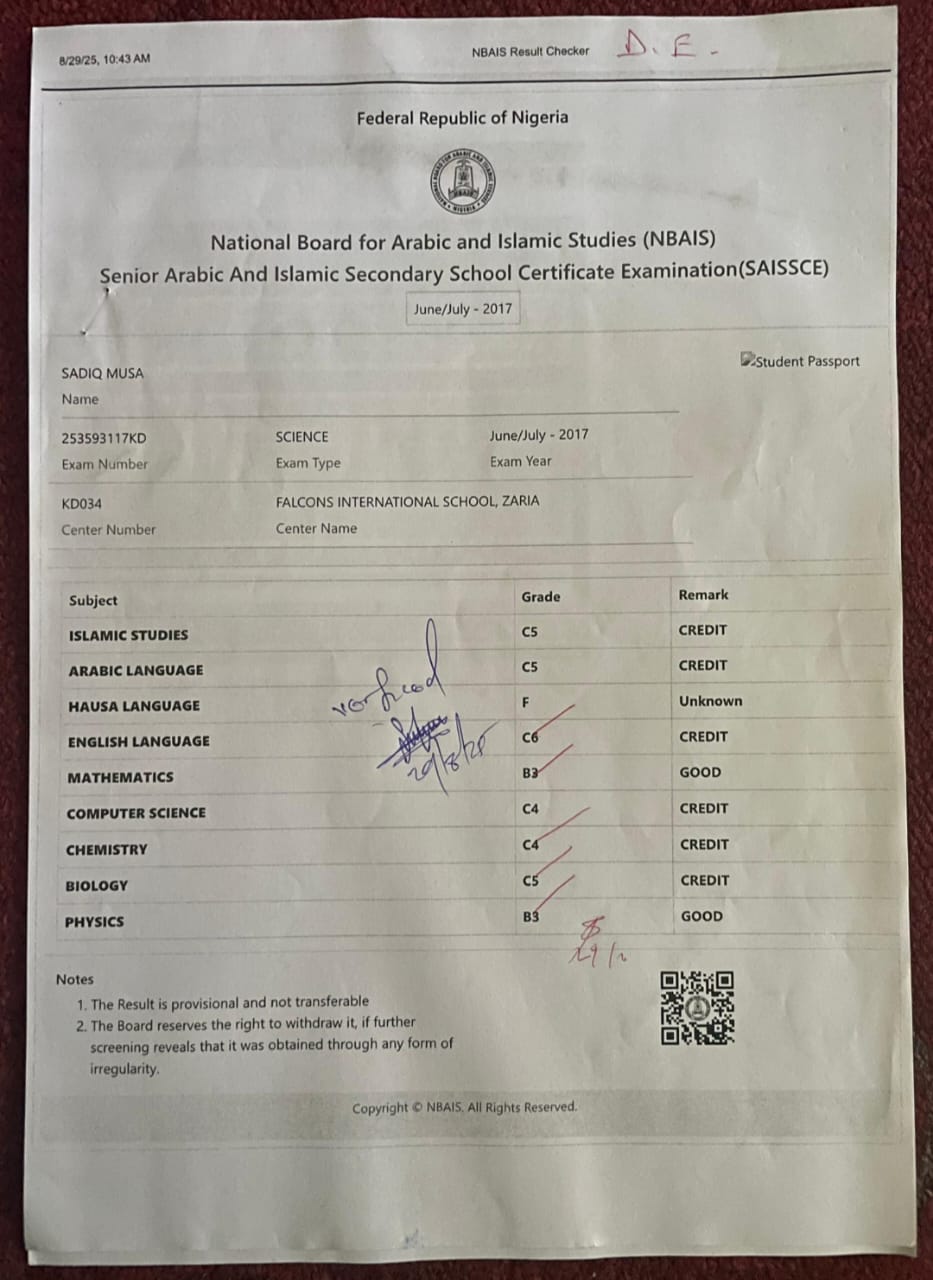 8/29/25, 10:43 AM NBAIS Result Checker D.E.
Federal Republic of Nigeria
National Board for Arabic and Islamic Studies (NBAIS)
Senior Arabic And Islamic Secondary School Certificate Examination(SAISSCE)
June/July - 2017
Student Passport
SADIQ MUSA
Name
253593117KD SCIENCE June/July - 2017
Exam Number Exam Type Exam Year
KD034 FALCONS INTERNATIONAL SCHOOL, ZARIA
Center Number Center Name
Subject Grade Remark
ISLAMIC STUDIES C5 CREDIT
ARABIC LANGUAGE C5 CREDIT
HAUSA LANGUAGE F Unknown
ENGLISH LANGUAGE C6 CREDIT
MATHEMATICS B3 GOOD
COMPUTER SCIENCE C4 CREDIT
CHEMISTRY C4 CREDIT
BIOLOGY C5 CREDIT
PHYSICS B3 GOOD
29/8/25
Notes
1. The Result is provisional and not transferable
2. The Board reserves the right to withdraw it, if further
screening reveals that it was obtained through any form of
irregularity.
Copyright © NBAIS. All Rights Reserved.